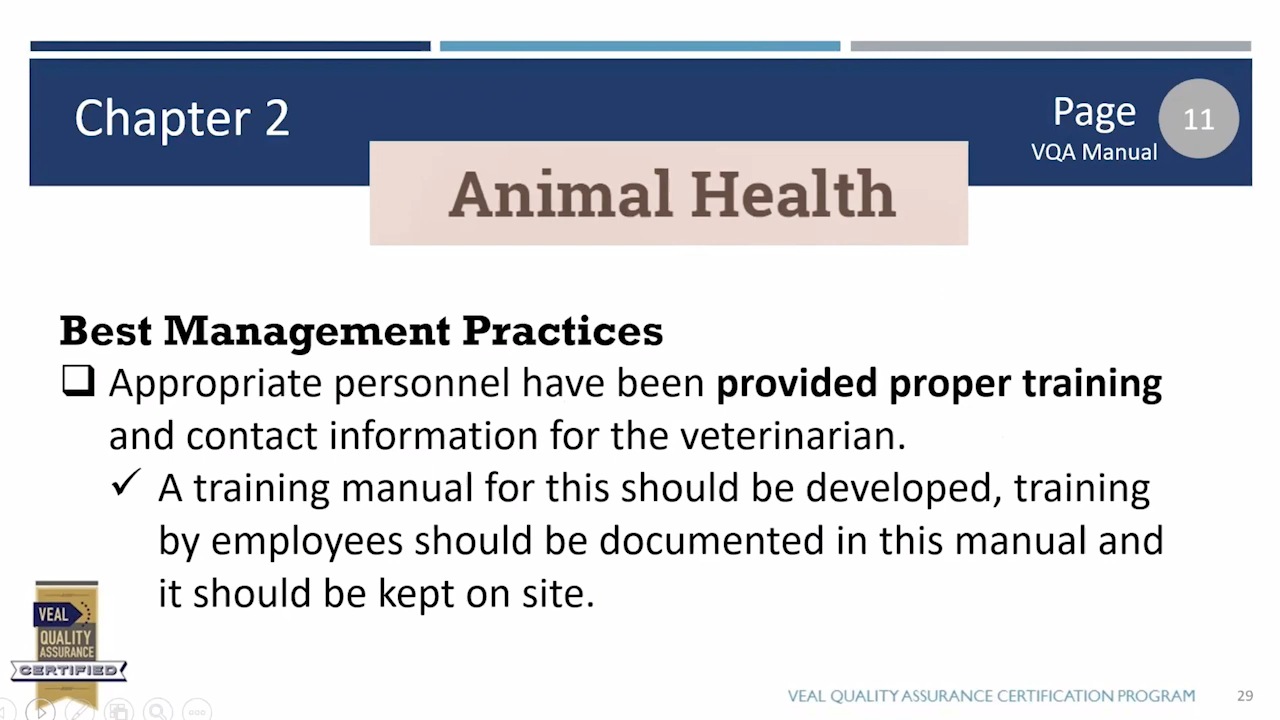 Chapter 2
Page
VQA Manual
11
Animal Health
Best Management Practices
Appropriate personnel have been provided proper training
and contact information for the veterinarian.
A training manual for this should be developed, training
by employees should be documented in this manual and
it should be kept on site.
VEAL
QUALITY
ASSURANCE
CERTIFIED
VEAL QUALITY ASSURANCE CERTIFICATION PROGRAM
29